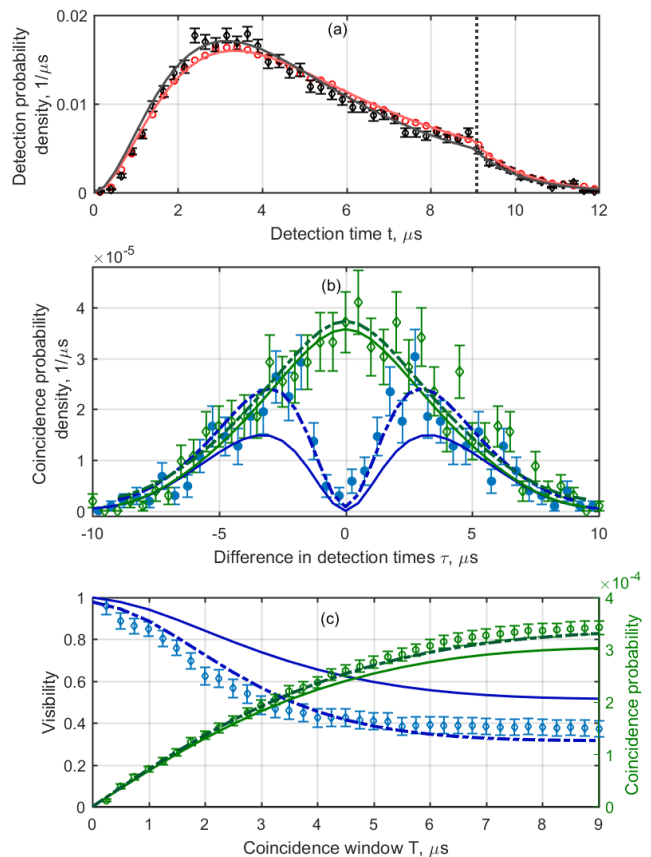 0.02
(a)
0.01
0
Detection probability
density, 1/μs
0 2 4 6 8 10 12
Detection time t, μs
×10⁻⁵
(b)
4
3
2
1
0
Coincidence probability
density, 1/μs
-10 -5 0 5 10
Difference in detection times τ, μs
×10⁻⁴
(c)
1
0.8
0.6
0.4
0.2
0
Visibility
4
3
2
1
0
Coincidence probability
0 1 2 3 4 5 6 7 8 9
Coincidence window T, μs